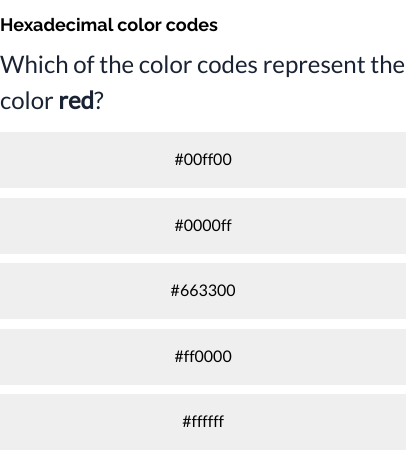 Hexadecimal color codes
Which of the color codes represent the
color red?
#00ff00
#0000ff
#663300
#ff0000
#ffffff